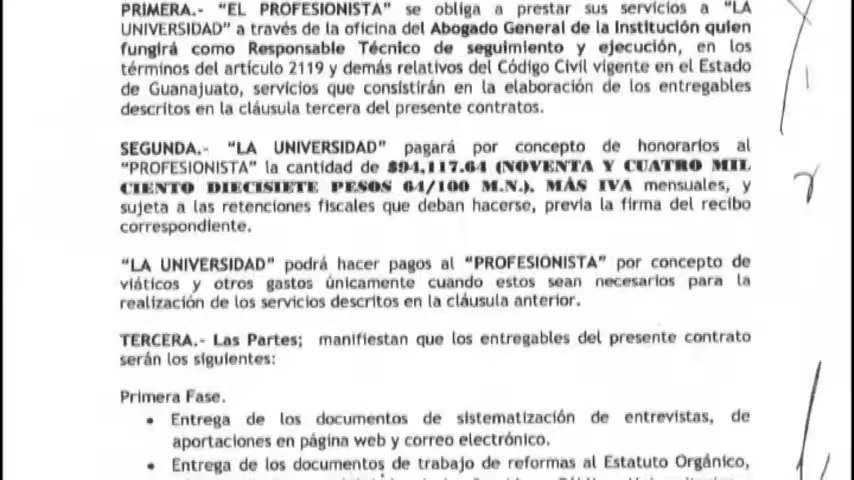 PRIMERA.- "EL PROFESIONISTA" se obliga a prestar sus servicios a "LA
UNIVERSIDAD" a través de la oficina del Abogado General de la Institución quien
fungirá como Responsable Técnico de seguimiento y ejecución, en los
términos del artículo 2119 y demás relativos del Código Civil vigente en el Estado
de Guanajuato, servicios que consistirán en la elaboración de los entregables
descritos en la cláusula tercera del presente contratos.
SEGUNDA.- "LA UNIVERSIDAD" pagará por concepto de honorarios al
"PROFESIONISTA" la cantidad de $94,117.64 (NOVENTA Y CUATRO MIL
CIENTO DIECISIETE PESOS 64/100 M.N.), MÁS IVA mensuales, y
sujeta a las retenciones fiscales que deban hacerse, previa la firma del recibo
correspondiente.
"LA UNIVERSIDAD" podrá hacer pagos al "PROFESIONISTA" por concepto de
viáticos y otros gastos únicamente cuando estos sean necesarios para la
realización de los servicios descritos en la cláusula anterior.
TERCERA.- Las Partes; manifiestan que los entregables del presente contrato
serán los siguientes:
Primera Fase.
• Entrega de los documentos de sistematización de entrevistas, de
aportaciones en página web y correo electrónico.
• Entrega de los documentos de trabajo de reformas al Estatuto Orgánico,